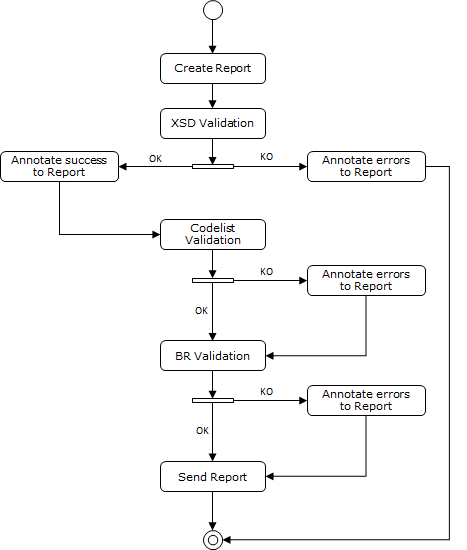 Create Report
XSD Validation
OK
KO
Annotate success
to Report
Annotate errors
to Report
Codelist
Validation
KO
Annotate errors
to Report
OK
BR Validation
KO
Annotate errors
to Report
OK
Send Report